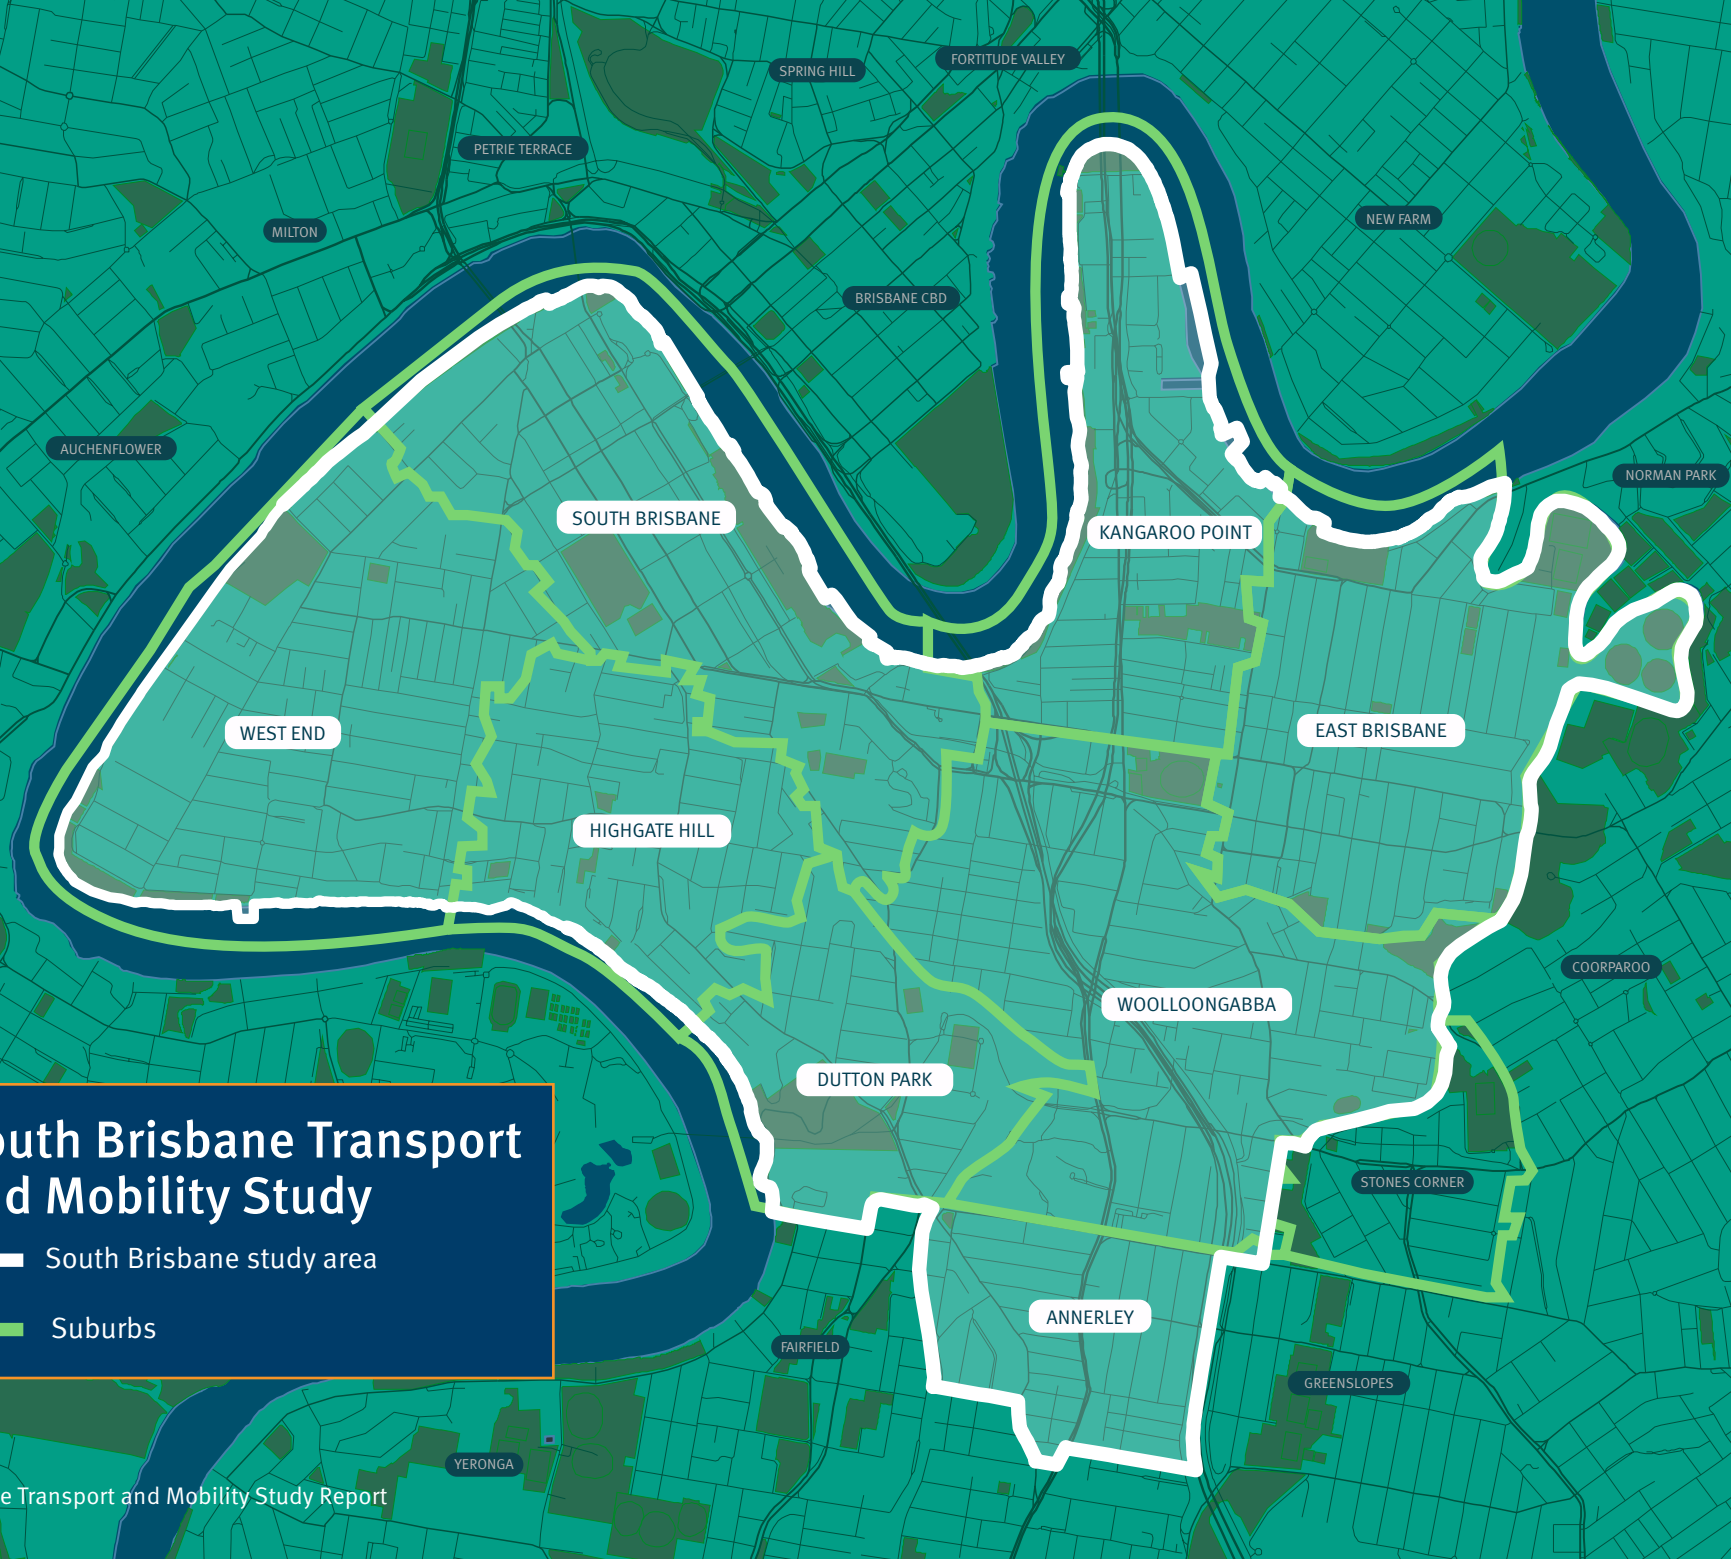 FORTITUDE VALLEY
SPRING HILL
PETRIE TERRACE
NEW FARM
MILTON
BRISBANE CBD
AUCHENFLOWER
NORMAN PARK
SOUTH BRISBANE
KANGAROO POINT
WEST END
EAST BRISBANE
HIGHGATE HILL
COORPAROO
WOOLLOONGABBA
DUTTON PARK
STONES CORNER
outh Brisbane Transport
d Mobility Study
South Brisbane study area
Suburbs
ANNERLEY
FAIRFIELD
GREENSLOPES
YERONGA
e Transport and Mobility Study Report